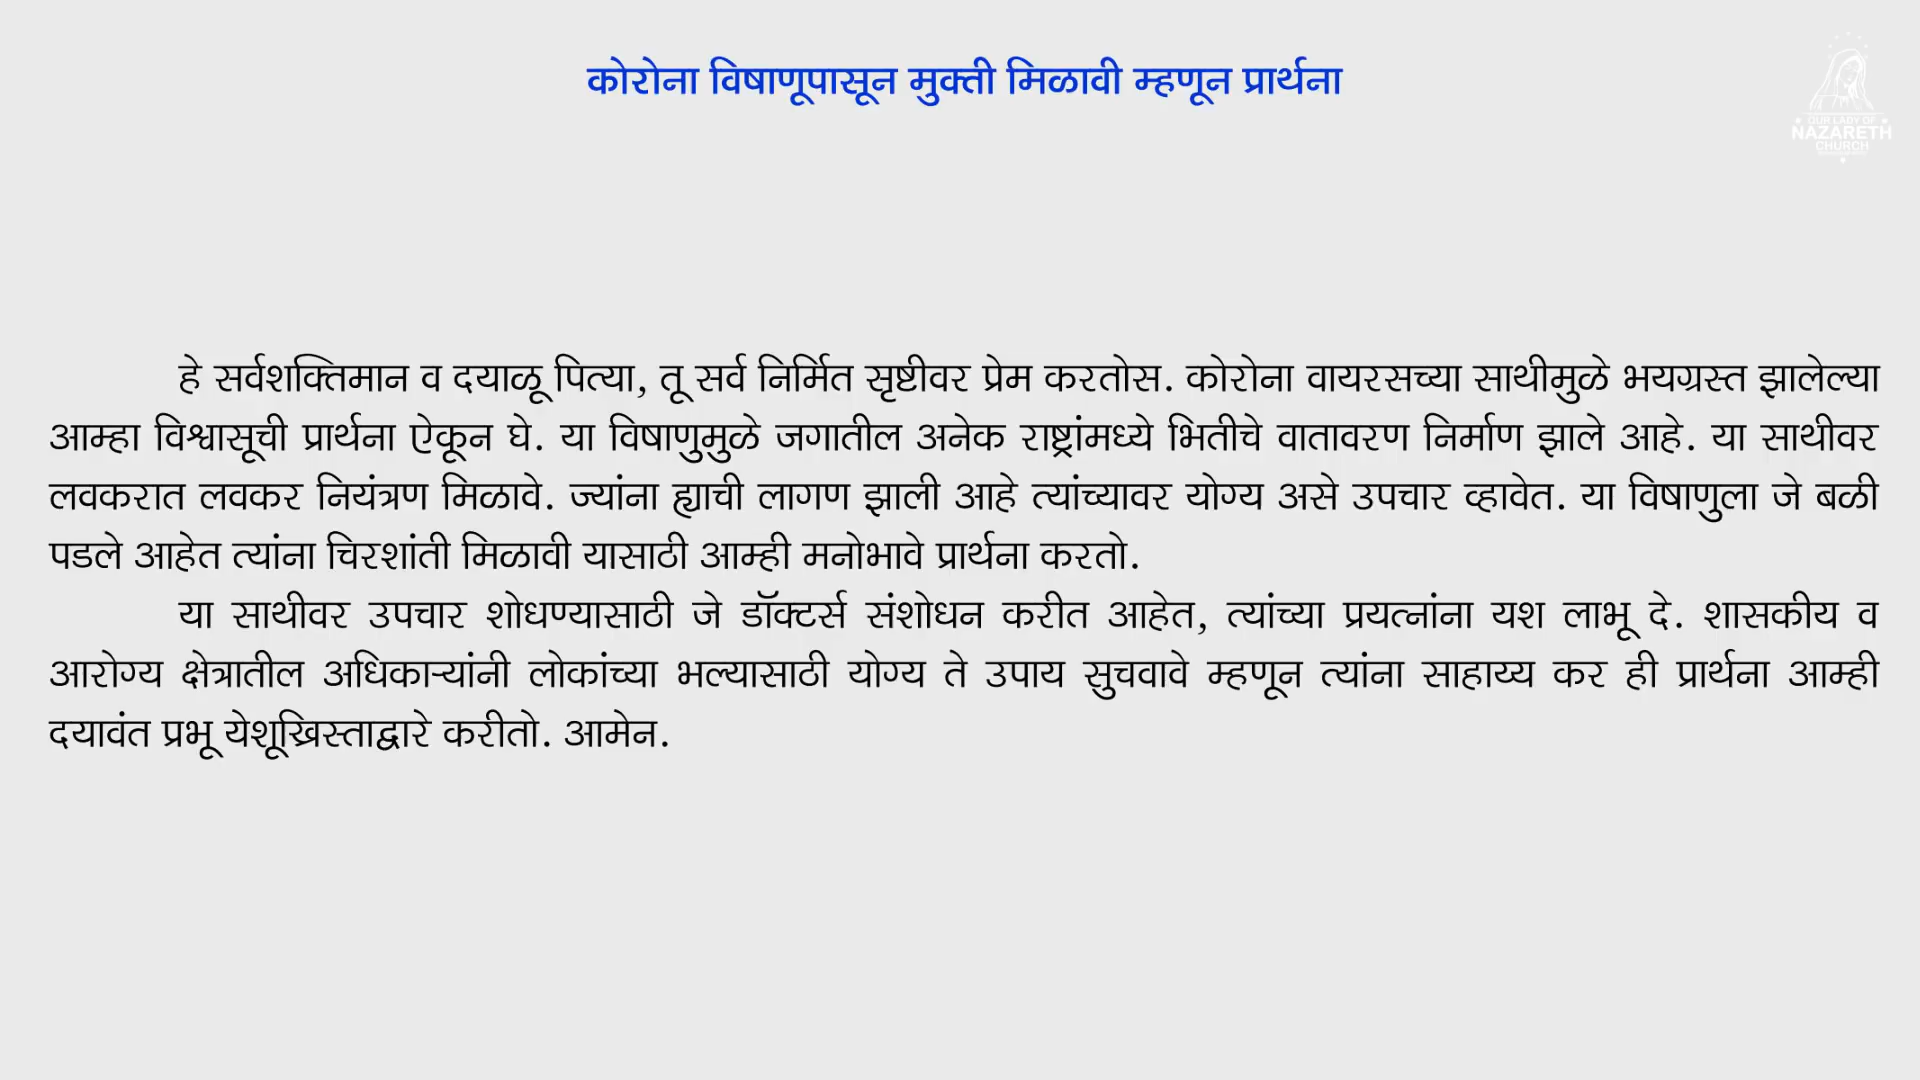 कोरोना विषाणूपासून मुक्ती मिळावी म्हणून प्रार्थना
OUR LADY OF
NAZARETH
CHURCH
हे सर्वशक्तिमान व दयाळू पित्या, तू सर्व निर्मित सृष्टीवर प्रेम करतोस. कोरोना वायरसच्या साथीमुळे भयग्रस्त झालेल्या
आम्हा विश्वासूची प्रार्थना ऐकून घे. या विषाणुमुळे जगातील अनेक राष्ट्रांमध्ये भितीचे वातावरण निर्माण झाले आहे. या साथीवर
लवकरात लवकर नियंत्रण मिळावे. ज्यांना ह्याची लागण झाली आहे त्यांच्यावर योग्य असे उपचार व्हावेत. या विषाणुला जे बळी
पडले आहेत त्यांना चिरशांती मिळावी यासाठी आम्ही मनोभावे प्रार्थना करतो.
या साथीवर उपचार शोधण्यासाठी जे डॉक्टर्स संशोधन करीत आहेत, त्यांच्या प्रयत्नांना यश लाभू दे. शासकीय व
आरोग्य क्षेत्रातील अधिकाऱ्यांनी लोकांच्या भल्यासाठी योग्य ते उपाय सुचवावे म्हणून त्यांना साहाय्य कर ही प्रार्थना आम्ही
दयावंत प्रभू येशूख्रिस्ताद्वारे करीतो. आमेन.